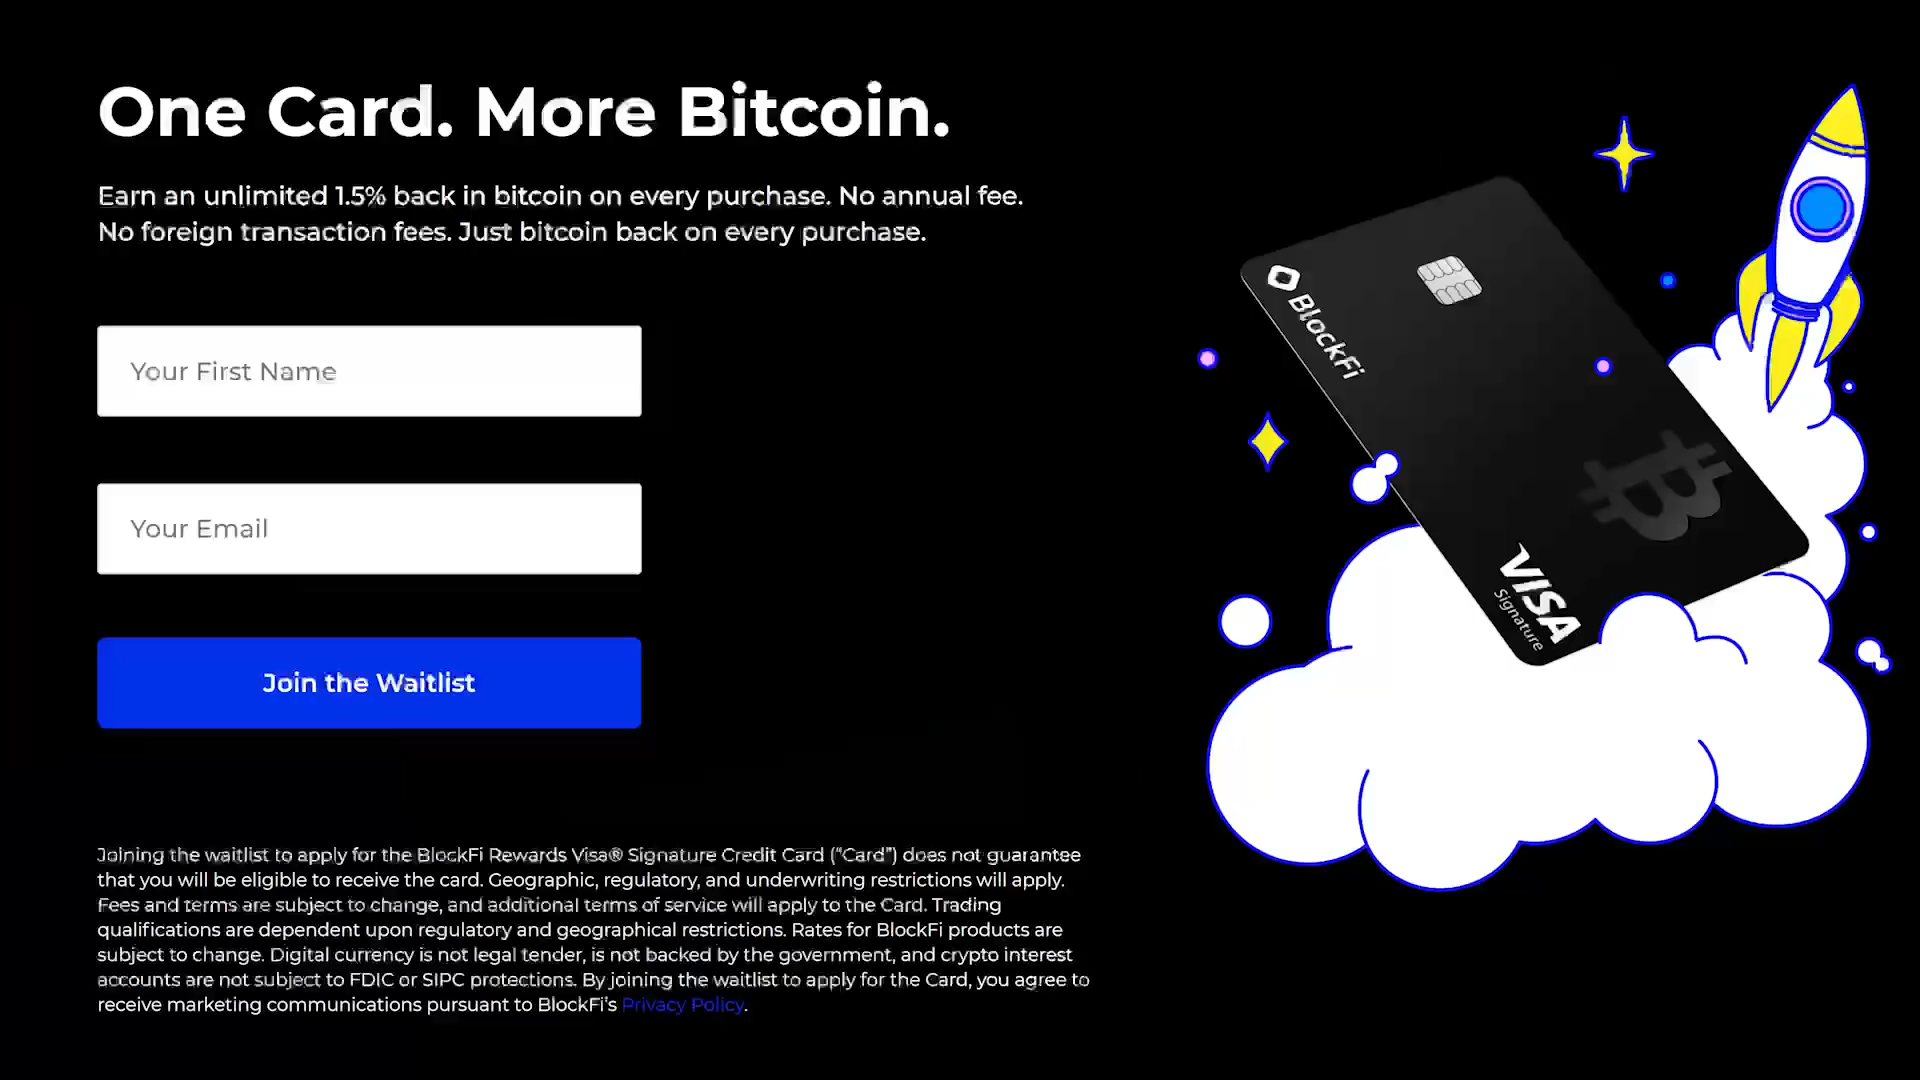 One Card. More Bitcoin.
Earn an unlimited 1.5% back in bitcoin on every purchase. No annual fee.
No foreign transaction fees. Just bitcoin back on every purchase.
Your First Name
Your Email
Join the Waitlist
Joining the waitlist to apply for the BlockFi Rewards Visa® Signature Credit Card (“Card”) does not guarantee
that you will be eligible to receive the card. Geographic, regulatory, and underwriting restrictions will apply.
Fees and terms are subject to change, and additional terms of service will apply to the Card. Trading
qualifications are dependent upon regulatory and geographical restrictions. Rates for BlockFi products are
subject to change. Digital currency is not legal tender, is not backed by the government, and crypto interest
accounts are not subject to FDIC or SIPC protections. By joining the waitlist to apply for the Card, you agree to
receive marketing communications pursuant to BlockFi’s Privacy Policy.
BlockFi
VISA
Signature